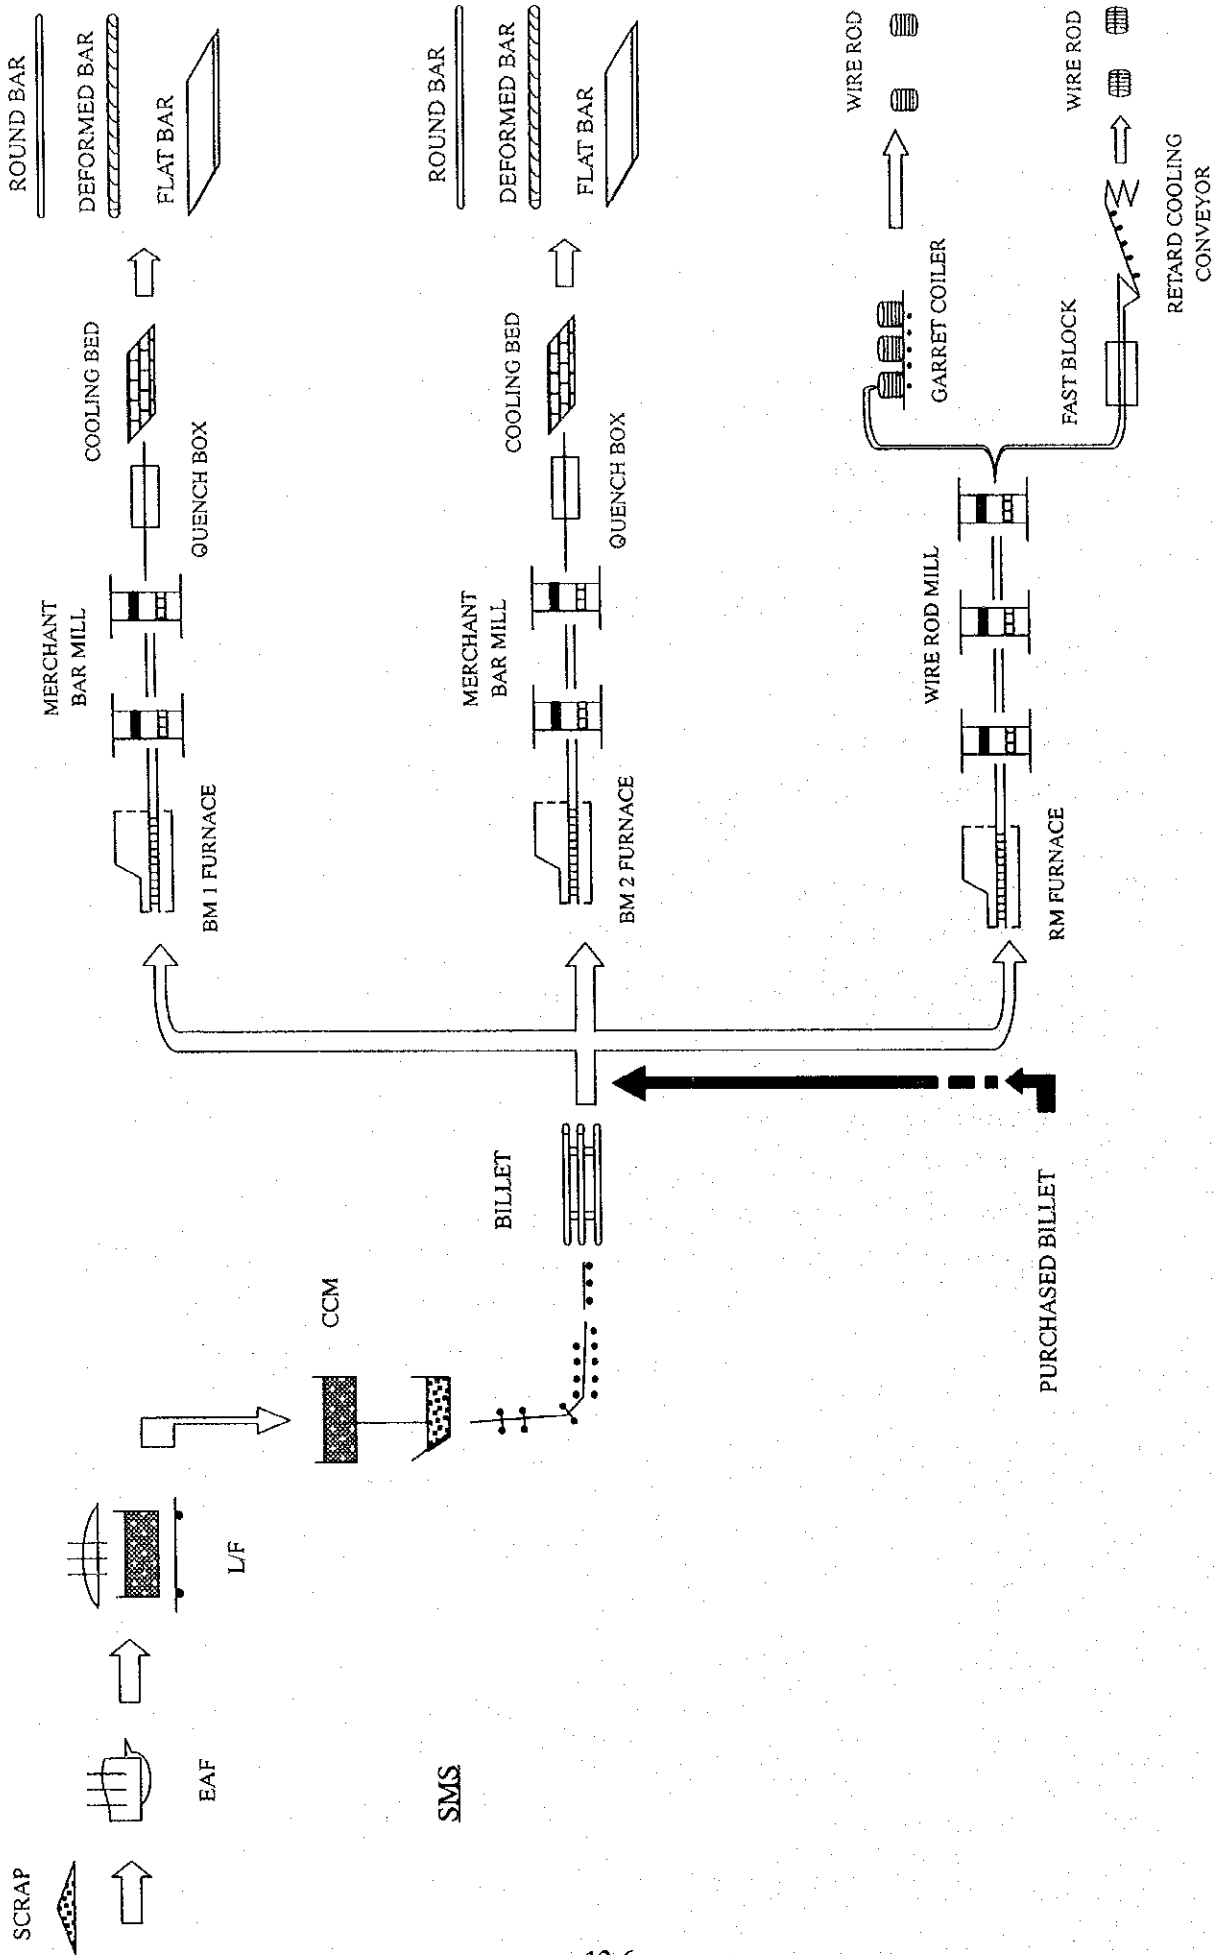 SCRAP
EAF
L/F
SMS
CCM
BILLET
PURCHASED BILLET
BM 1 FURNACE
MERCHANT
BAR MILL
QUENCH BOX
COOLING BED
ROUND BAR
DEFORMED BAR
FLAT BAR
BM 2 FURNACE
MERCHANT
BAR MILL
QUENCH BOX
COOLING BED
ROUND BAR
DEFORMED BAR
FLAT BAR
RM FURNACE
WIRE ROD MILL
GARRET COILER
WIRE ROD
FAST BLOCK
RETARD COOLING
CONVEYOR
WIRE ROD